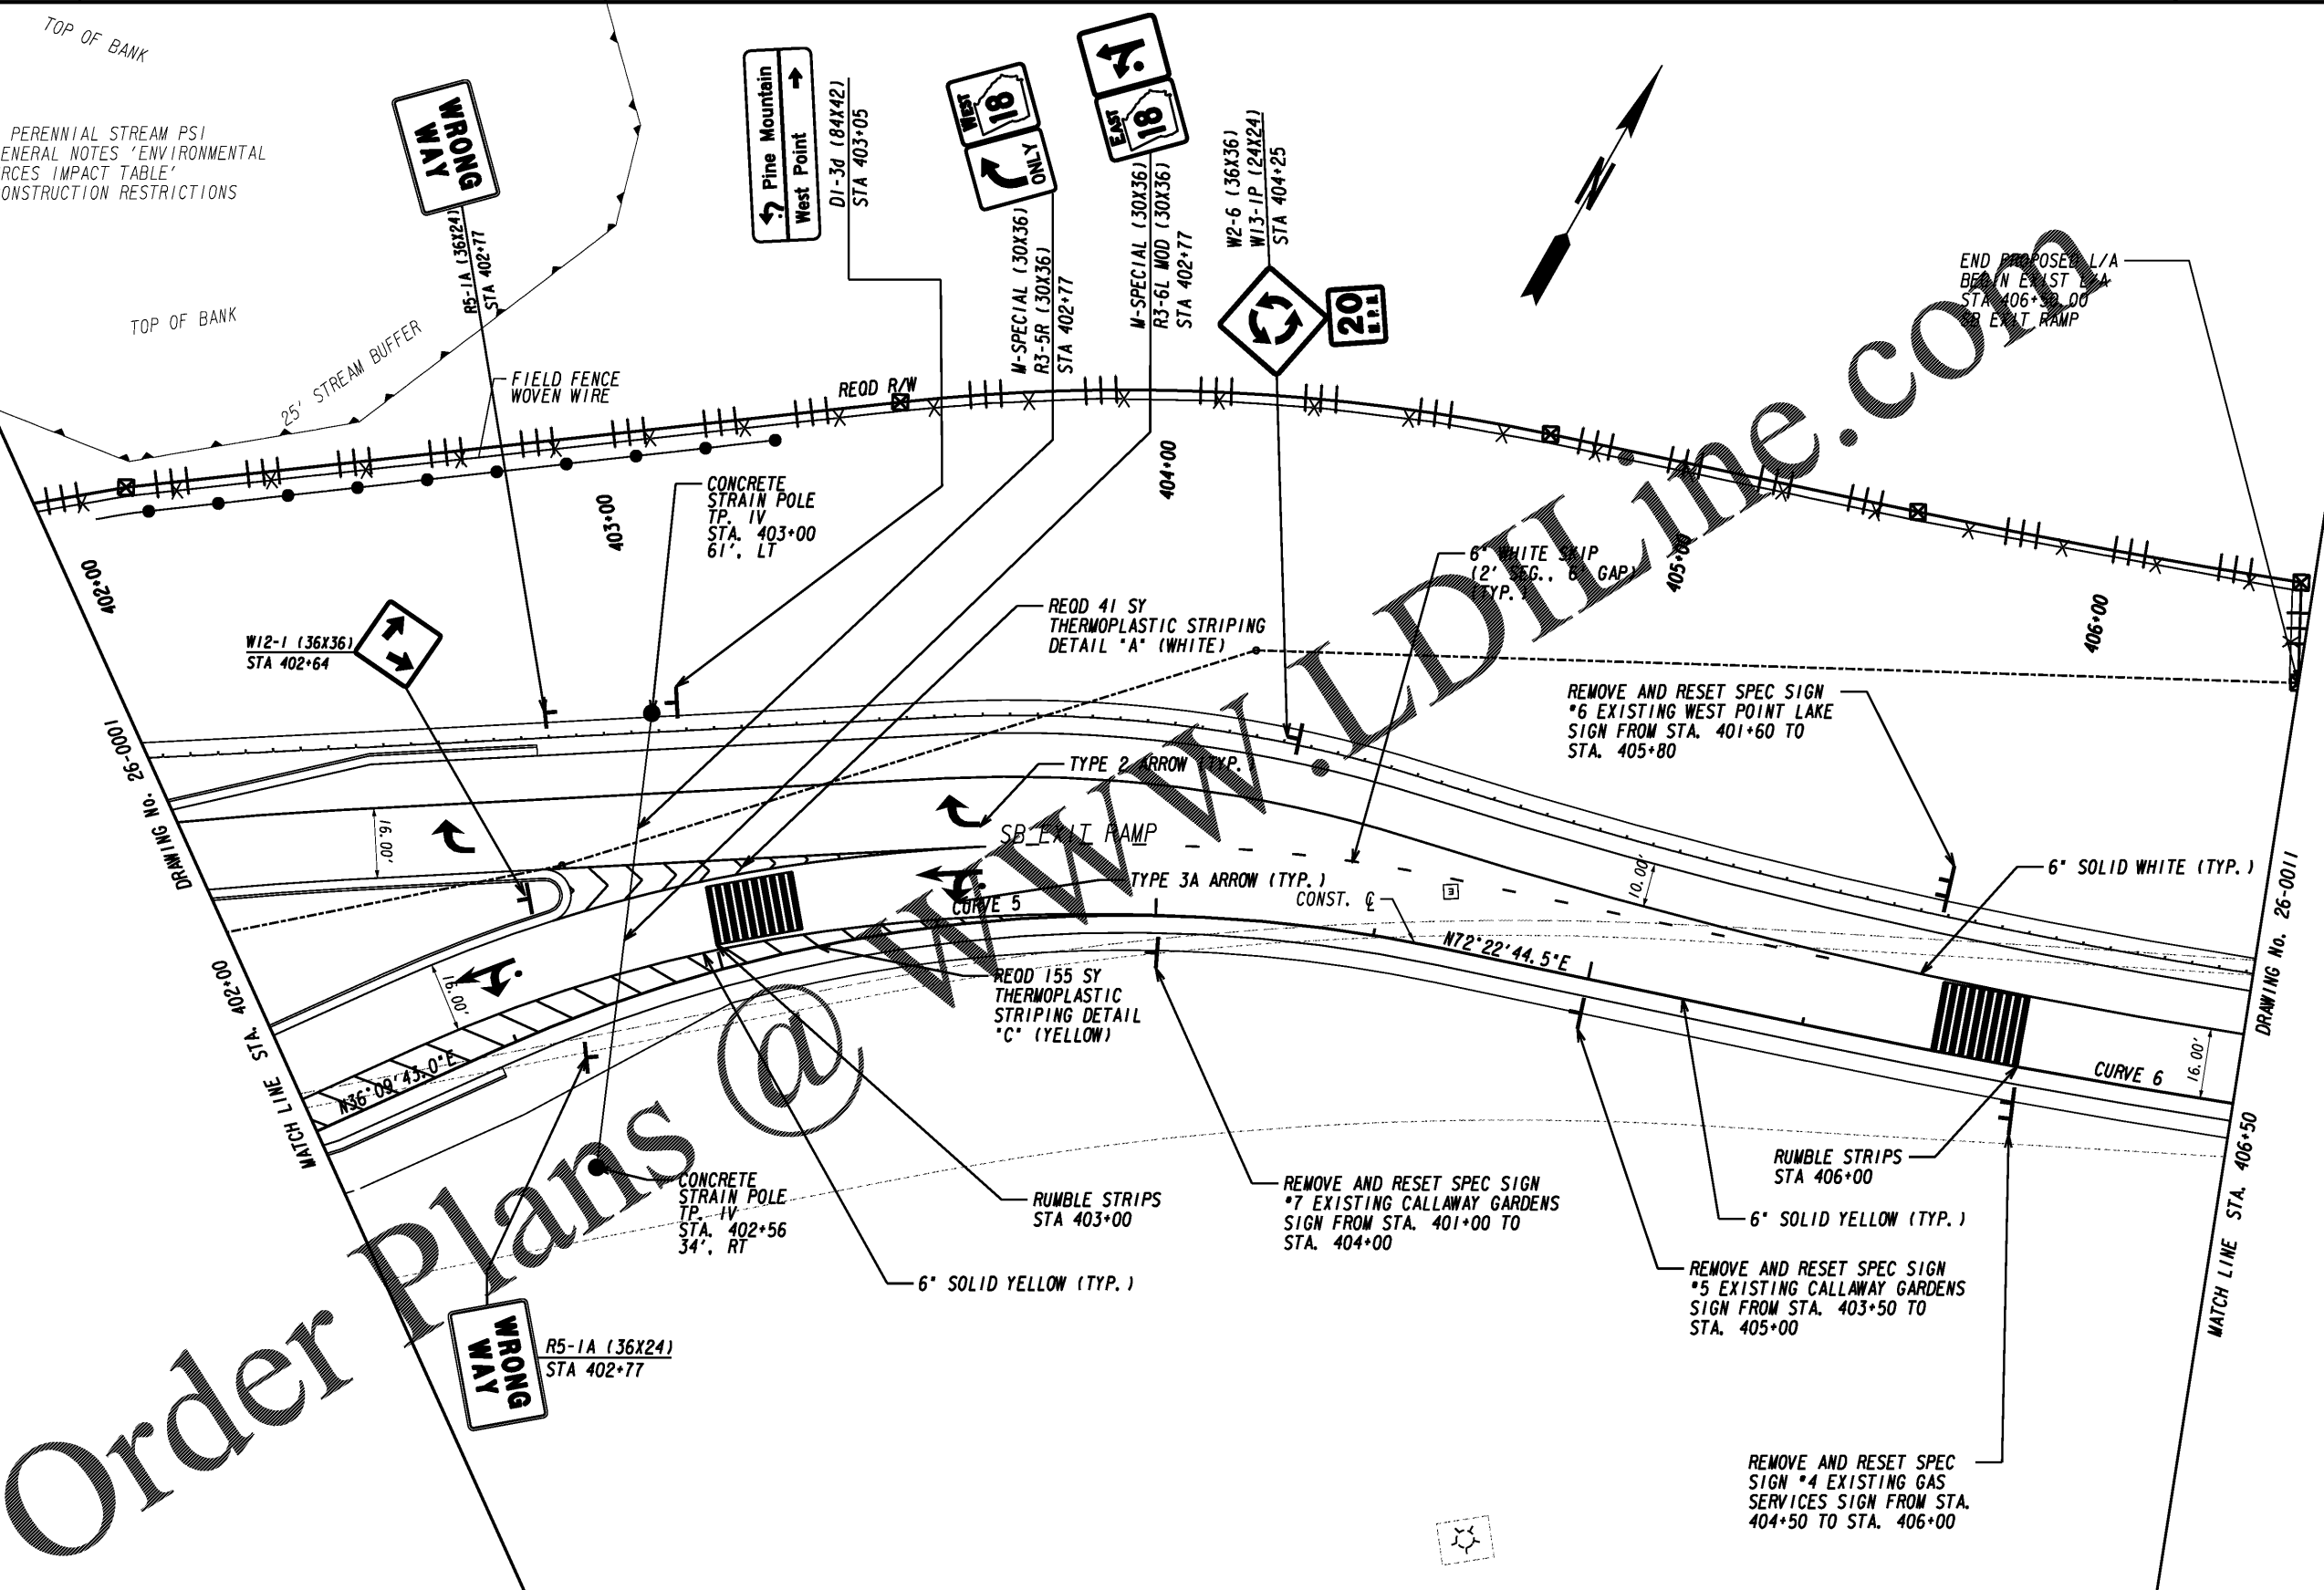 TOP OF BANK
PERENNIAL STREAM PSI
ENERAL NOTES 'ENVIRONMENTAL
RCES IMPACT TABLE'
ONSTRUCTION RESTRICTIONS
TOP OF BANK
25' STREAM BUFFER
WRONG
WAY
R5-1A (36X24)
STA 402+77
Pine Mountain
West Point
D1-3d (84X42)
STA 403+05
WEST
18
ONLY
M-SPECIAL (30X36)
R3-5R (30X36)
STA 402+77
EAST
18
M-SPECIAL (30X36)
R3-6L MOD (30X36)
STA 402+77
W2-6 (36X36)
W13-1P (24X24)
STA 404+25
20
M.P.H.
N
END PROPOSED L/A
BEGIN EXIST L/A
STA 406+50.00
SB EXIT RAMP
FIELD FENCE
WOVEN WIRE
REQD R/W
402+00
403+00
404+00
405+00
406+00
CONCRETE
STRAIN POLE
TP. IV
STA. 403+00
61', LT
6" WHITE SKIP
(2' SEG., 6' GAP)
(TYP.)
REQD 41 SY
THERMOPLASTIC STRIPING
DETAIL "A" (WHITE)
W12-1 (36X36)
STA 402+64
REMOVE AND RESET SPEC SIGN
#6 EXISTING WEST POINT LAKE
SIGN FROM STA. 401+60 TO
STA. 405+80
TYPE 2 ARROW (TYP.)
SB EXIT RAMP
TYPE 3A ARROW (TYP.)
CURVE 5
CONST. ℄
3
10.00'
16.00'
6" SOLID WHITE (TYP.)
N72°22'44.5"E
REQD 155 SY
THERMOPLASTIC
STRIPING DETAIL
"C" (YELLOW)
16.00'
N36°09'43.0"E
CURVE 6
16.00'
MATCH LINE STA. 402+00
DRAWING No. 26-0001
MATCH LINE STA. 406+50
DRAWING No. 26-0011
CONCRETE
STRAIN POLE
TP. IV
STA. 402+56
34', RT
RUMBLE STRIPS
STA 403+00
6" SOLID YELLOW (TYP.)
REMOVE AND RESET SPEC SIGN
#7 EXISTING CALLAWAY GARDENS
SIGN FROM STA. 401+00 TO
STA. 404+00
RUMBLE STRIPS
STA 406+00
6" SOLID YELLOW (TYP.)
REMOVE AND RESET SPEC SIGN
#5 EXISTING CALLAWAY GARDENS
SIGN FROM STA. 403+50 TO
STA. 405+00
WRONG
WAY
R5-1A (36X24)
STA 402+77
REMOVE AND RESET SPEC
SIGN #4 EXISTING GAS
SERVICES SIGN FROM STA.
404+50 TO STA. 406+00
Order Plans @ www.LDILine.com